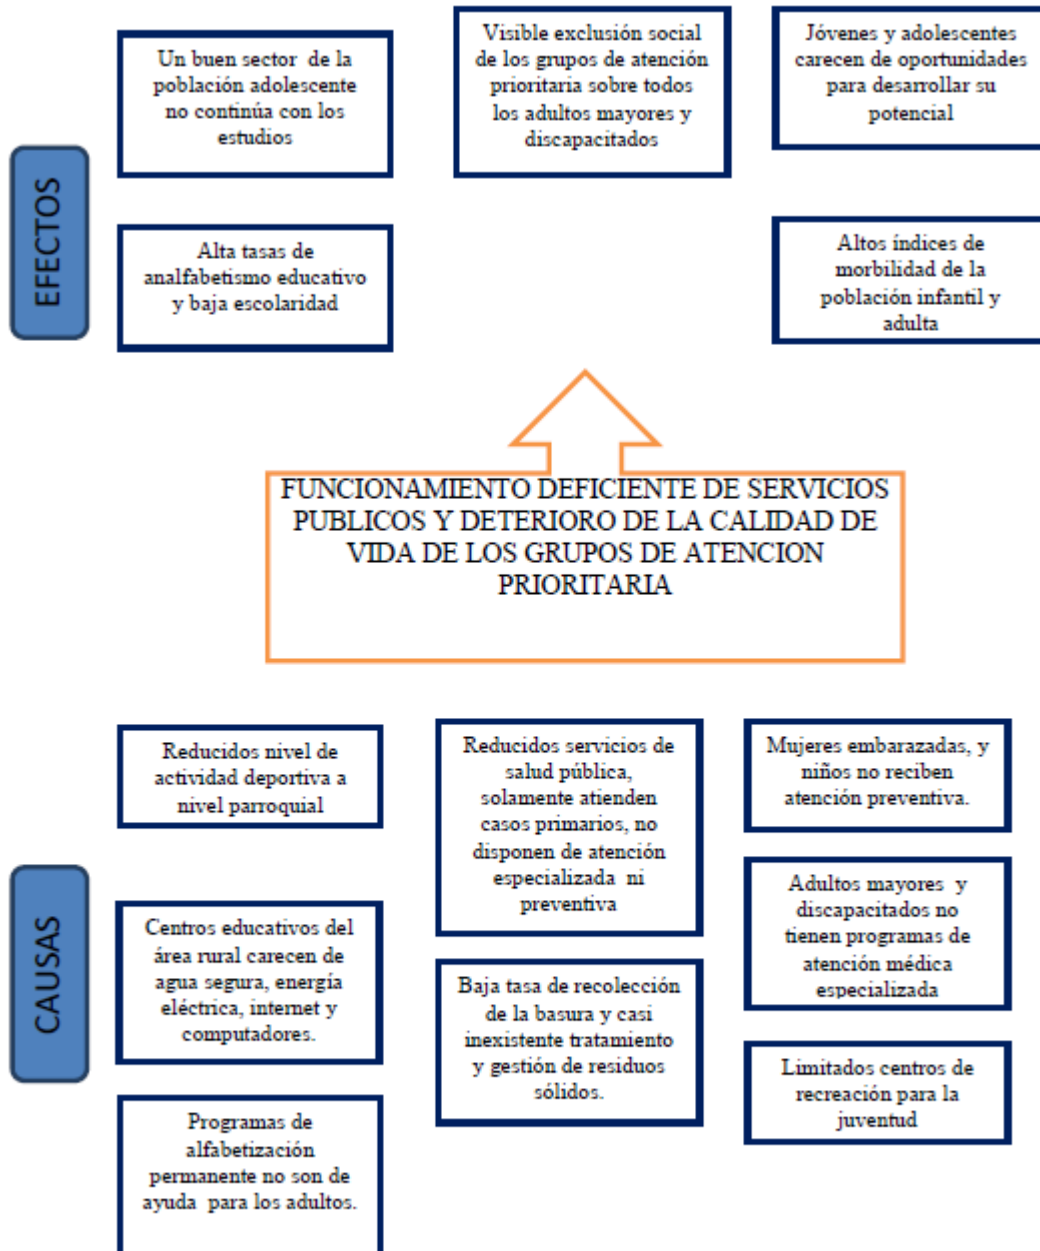 Un buen sector de la
población adolescente
no continúa con los
estudios
Visible exclusión social
de los grupos de atención
prioritaria sobre todos
los adultos mayores y
discapacitados
Jóvenes y adolescentes
carecen de oportunidades
para desarrollar su
potencial
EFECTOS
Alta tasas de
analfabetismo educativo
y baja escolaridad
Altos índices de
morbilidad de la
población infantil y
adulta
FUNCIONAMIENTO DEFICIENTE DE SERVICIOS
PUBLICOS Y DETERIORO DE LA CALIDAD DE
VIDA DE LOS GRUPOS DE ATENCION
PRIORITARIA
Reducidos nivel de
actividad deportiva a
nivel parroquial
Reducidos servicios de
salud pública,
solamente atienden
casos primarios, no
disponen de atención
especializada ni
preventiva
Mujeres embarazadas, y
niños no reciben
atención preventiva.
CAUSAS
Centros educativos del
área rural carecen de
agua segura, energía
eléctrica, internet y
computadores.
Adultos mayores y
discapacitados no
tienen programas de
atención médica
especializada
Baja tasa de recolección
de la basura y casi
inexistente tratamiento
y gestión de residuos
sólidos.
Limitados centros de
recreación para la
juventud
Programas de
alfabetización
permanente no son de
ayuda para los adultos.